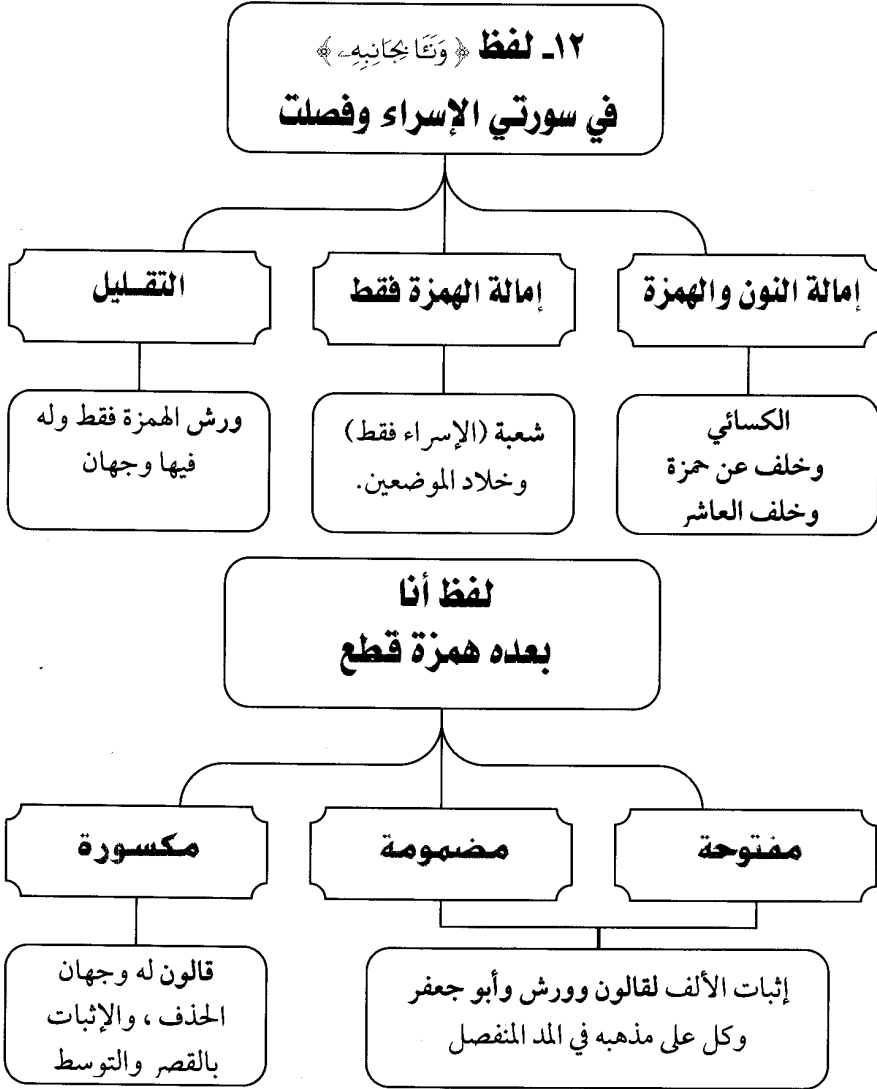 ١٢ـ لفظ ﴿ وَنَـَٔا بِجَانِبِهِۦ ﴾
في سورتي الإسراء وفصلت
إمالة النون والهمزة
إمالة الهمزة فقط
التقــليل
الكسائي
وخلف عن حمزة
وخلف العاشر
شعبة (الإسراء فقط)
وخلاد الموضعين.
ورش الهمزة فقط وله
فيها وجهان
لفظ أنا
بعده همزة قطع
مفتوحة
مضمومة
مكسورة
إثبات الألف لقالون وورش وأبو جعفر
وكل على مذهبه في المد المنفصل
قالون له وجهان
الحذف ، والإثبات
بالقصر والتوسط